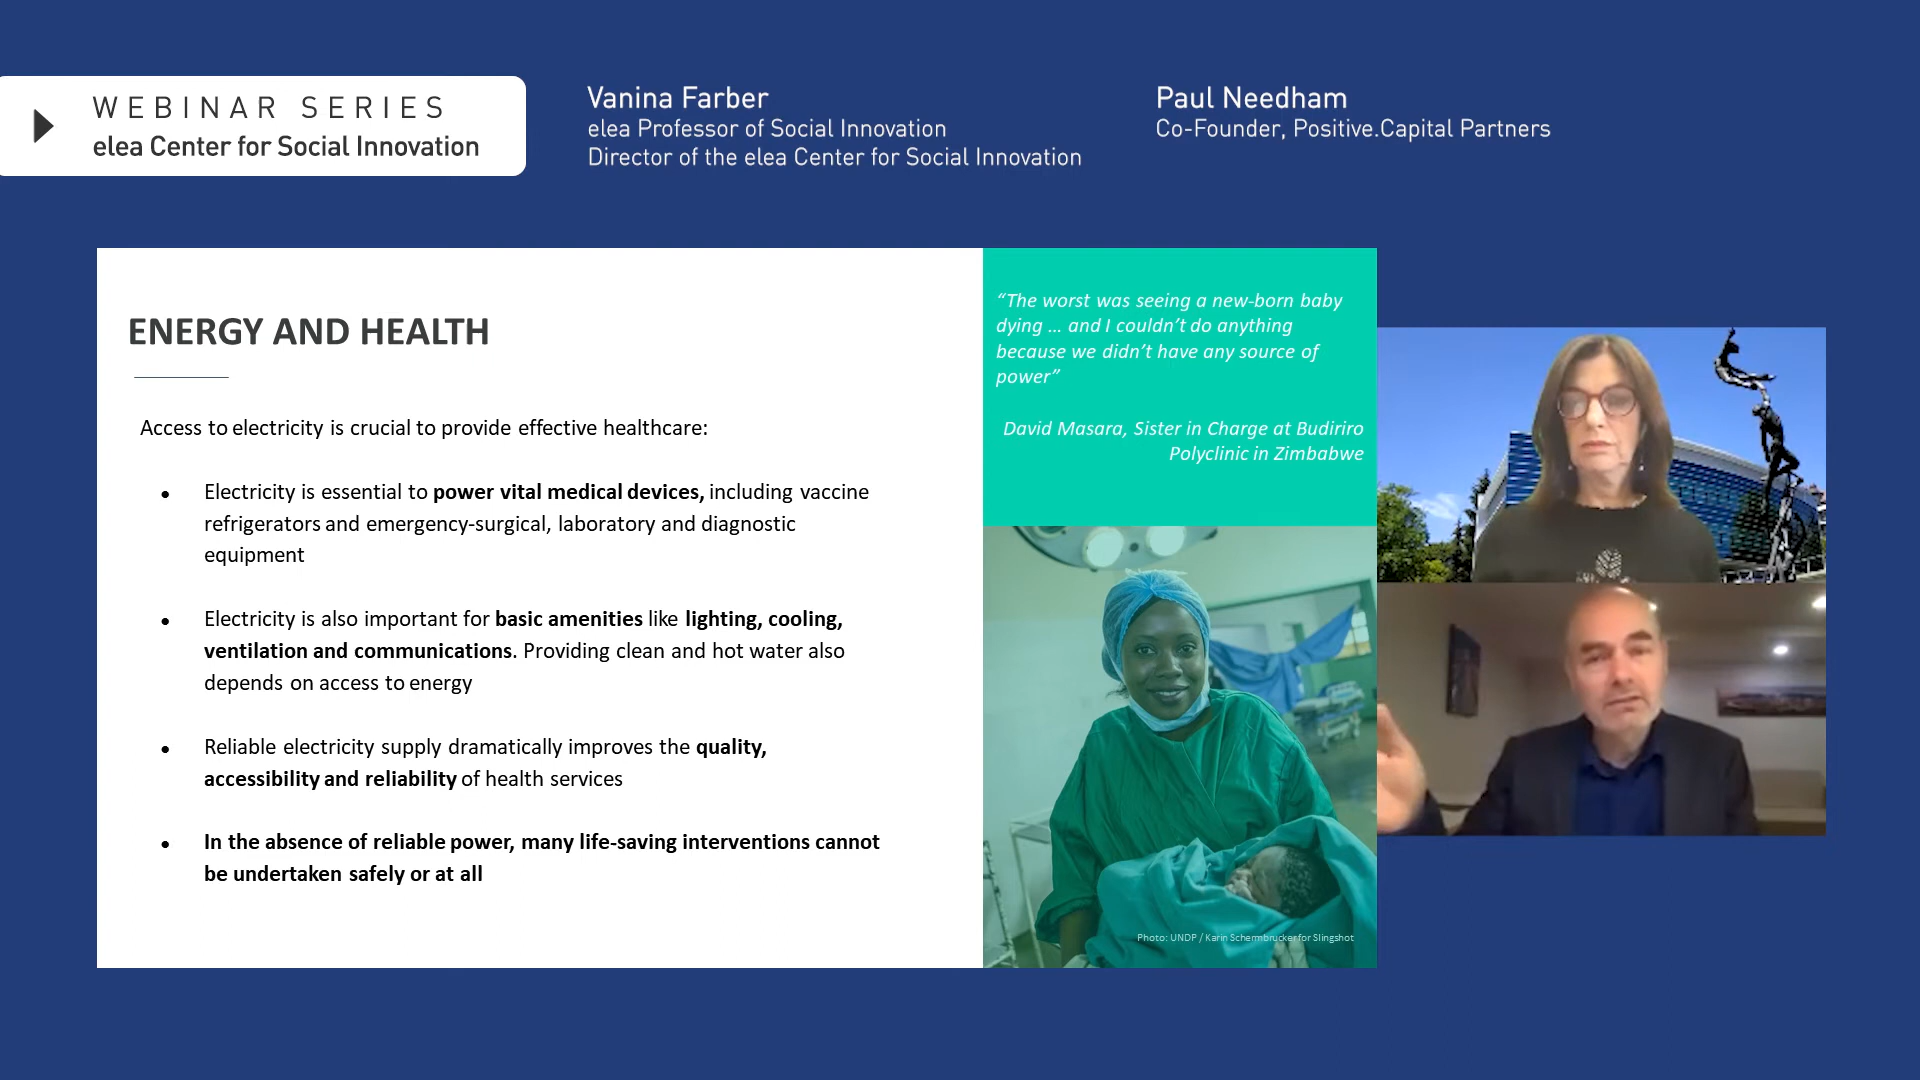 WEBINAR SERIES
elea Center for Social Innovation
Vanina Farber
elea Professor of Social Innovation
Director of the elea Center for Social Innovation
Paul Needham
Co-Founder, Positive.Capital Partners
ENERGY AND HEALTH
Access to electricity is crucial to provide effective healthcare:
• Electricity is essential to power vital medical devices, including vaccine
refrigerators and emergency-surgical, laboratory and diagnostic
equipment
• Electricity is also important for basic amenities like lighting, cooling,
ventilation and communications. Providing clean and hot water also
depends on access to energy
• Reliable electricity supply dramatically improves the quality,
accessibility and reliability of health services
• In the absence of reliable power, many life-saving interventions cannot
be undertaken safely or at all
“The worst was seeing a new-born baby
dying ... and I couldn’t do anything
because we didn’t have any source of
power”
David Masara, Sister in Charge at Budiriro
Polyclinic in Zimbabwe
Photo: UNDP / Karin Schermbrucker for Slingshot